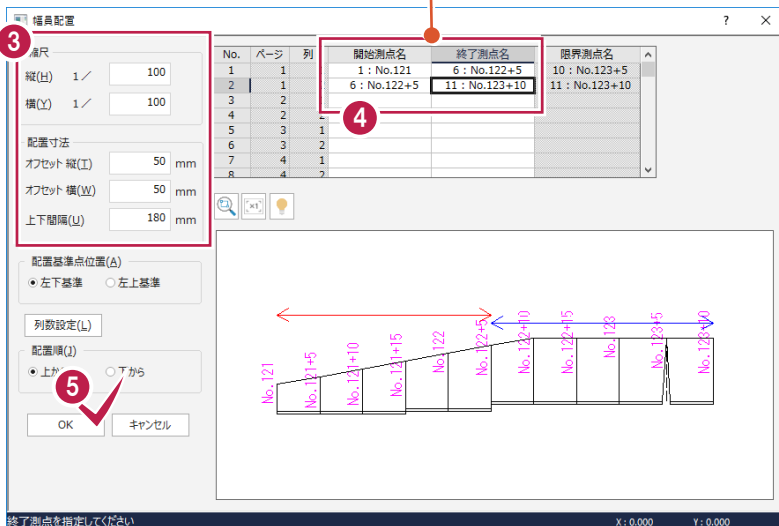 幅員配置
? ×
3
縮尺
縦(H) 1／ 100
横(Y) 1／ 100
配置寸法
オフセット 縦(T) 50 mm
オフセット 横(W) 50 mm
上下間隔(U) 180 mm
配置基準点位置(A)
左下基準 左上基準
列数設定(L)
配置順(J)
上か 下から
5
OK キャンセル
No. ページ 列 開始測点名 終了測点名 限界測点名
1 1 1 : No.121 6 : No.122+5 10 : No.123+5
2 1 6 : No.122+5 11 : No.123+10 11 : No.123+10
3 2
4 2 2
5 3 1
6 3 2
7 4 1
8 4 2
4
×1
No.121
No.121+5
No.121+10
No.121+15
No.122
No.122+5
No.122+10
No.122+15
No.123
No.123+5
No.123+10
終了測点を指定してください
X : 0.000 Y : 0.000